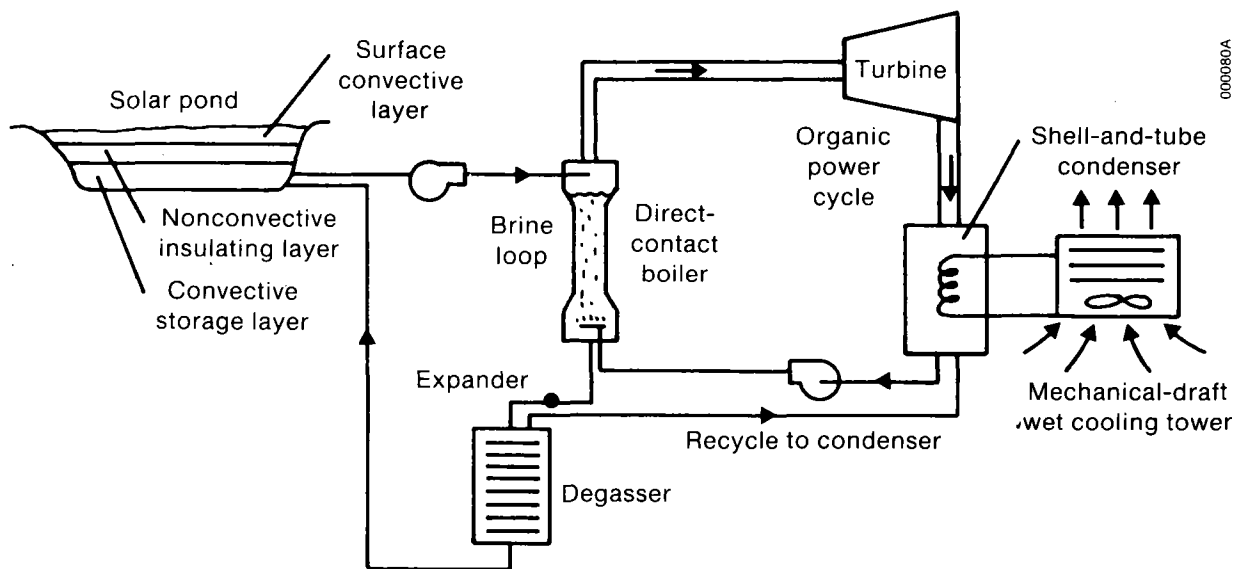 Surface
convective
layer
Solar pond
Nonconvective
insulating layer
Convective
storage layer
Brine
loop
Direct-
contact
boiler
Turbine
Organic
power
cycle
Shell-and-tube
condenser
Mechanical-draft
wet cooling tower
Expander
Recycle to condenser
Degasser
000080A